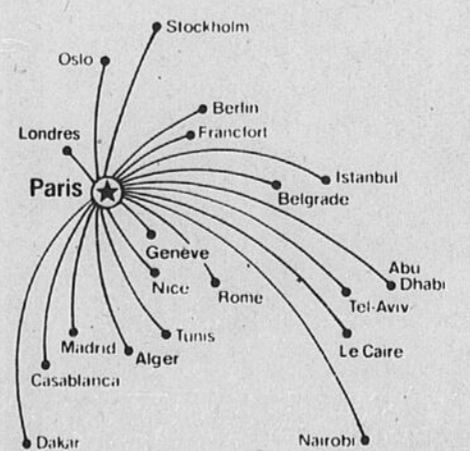 Stockholm
Oslo
Berlin
Francfort
Londres
Istanbul
Paris
Belgrade
Genève
Abu
Dhabi
Nice
Rome
Tel-Aviv
Tunis
Madrid
Alger
Le Caire
Casablanca
Dakar
Nairobi